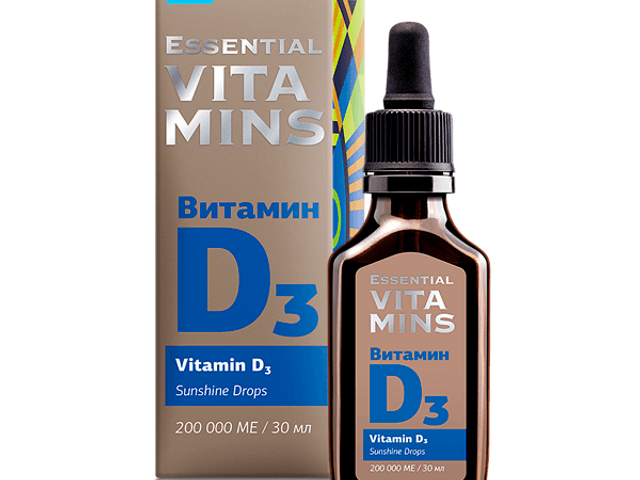 ESSENTIAL
VITA
MINS
Витамин
D3
Vitamin D3
Sunshine Drops
200 000 МЕ / 30 мл
ESSENTIAL
VITA
MINS
Витамин
D3
Vitamin D3
Sunshine Drops
200 000 МЕ / 30 мл